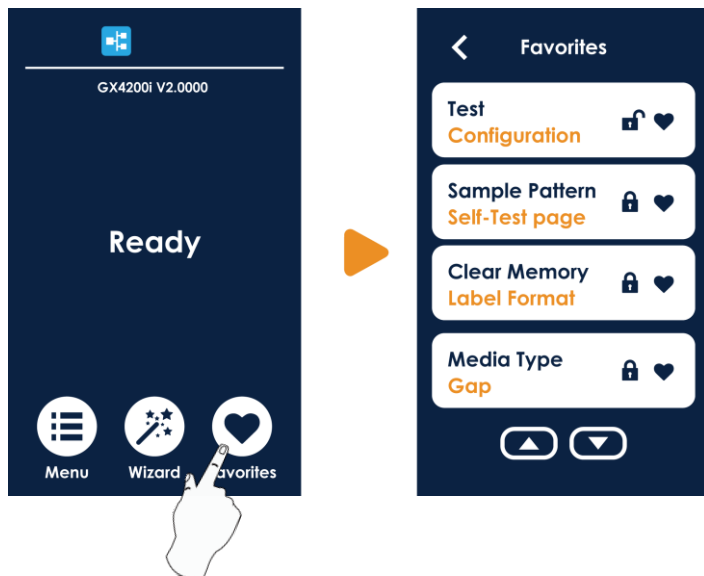 GX4200i V2.0000
Ready
Menu
Wizard
avorites
Favorites
Test
Configuration
Sample Pattern
Self-Test page
Clear Memory
Label Format
Media Type
Gap